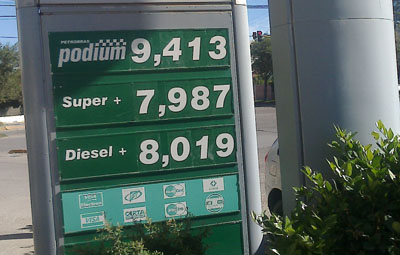 PETROBRAS
podium 9,413
Super + 7,987
Diesel + 8,019